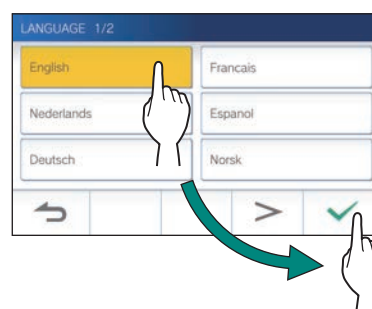 LANGUAGE 1/2
English
Francais
Nederlands
Espanol
Deutsch
Norsk
>